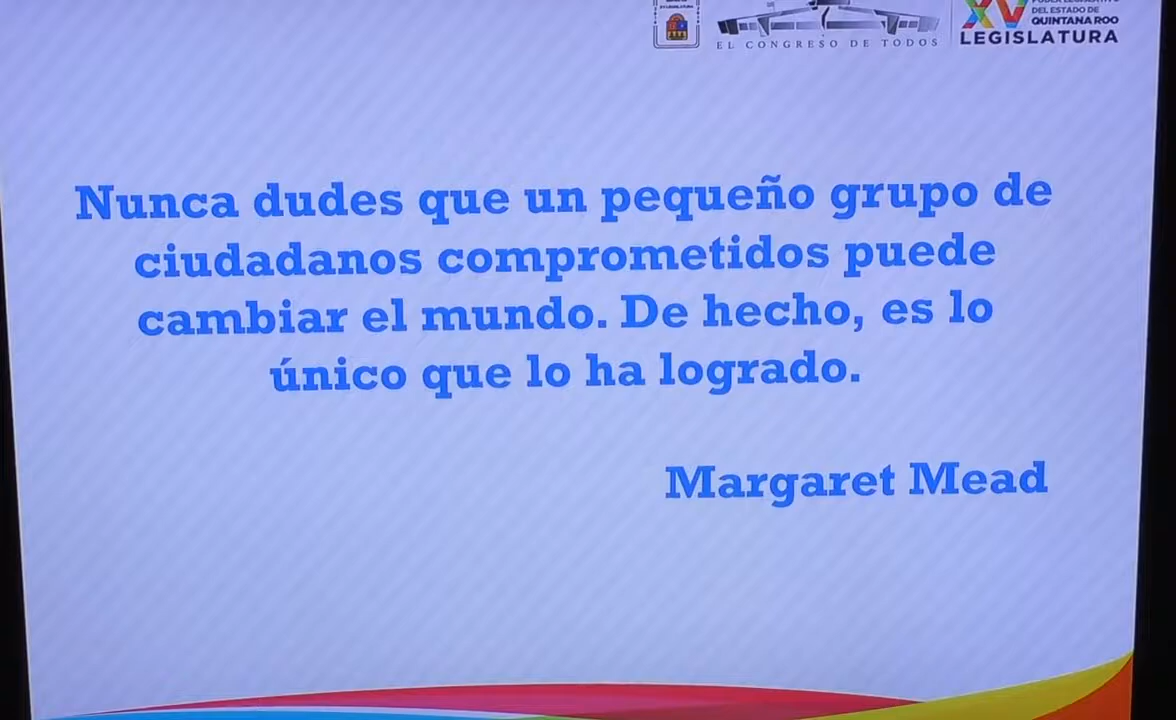 DEL ESTADO DE
QUINTANA ROO
LEGISLATURA
XV
EL CONGRESO DE TODOS
Nunca dudes que un pequeño grupo de
ciudadanos comprometidos puede
cambiar el mundo. De hecho, es lo
único que lo ha logrado.
Margaret Mead